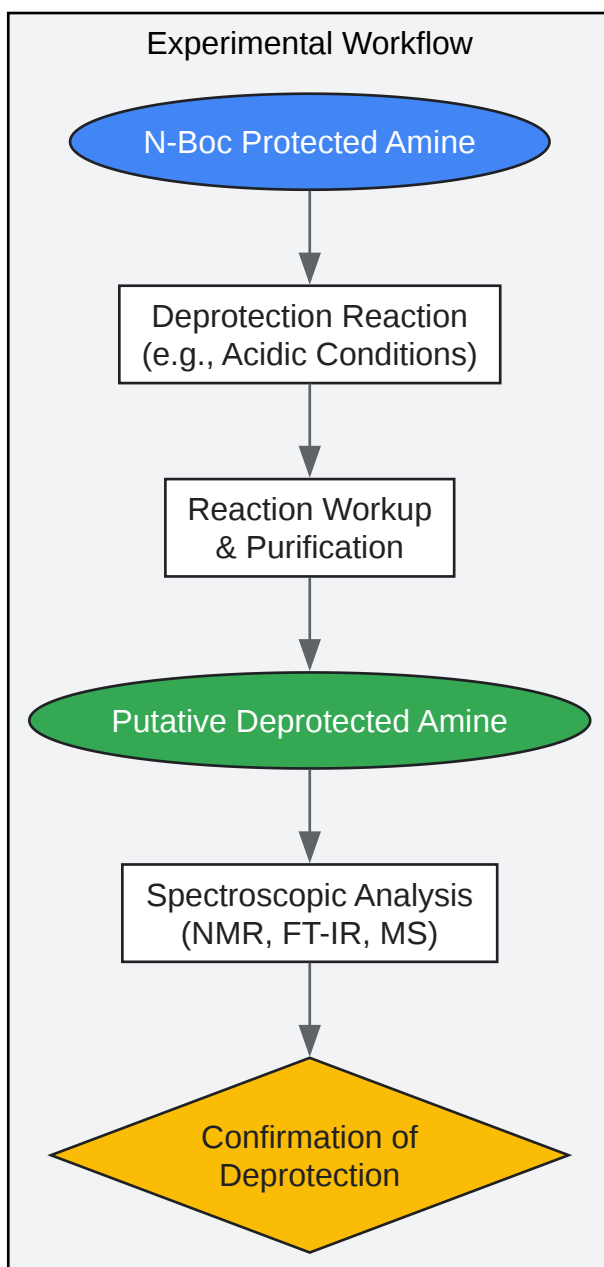 Experimental Workflow
N-Boc Protected Amine
Deprotection Reaction
(e.g., Acidic Conditions)
Reaction Workup
& Purification
Putative Deprotected Amine
Spectroscopic Analysis
(NMR, FT-IR, MS)
Confirmation of
Deprotection